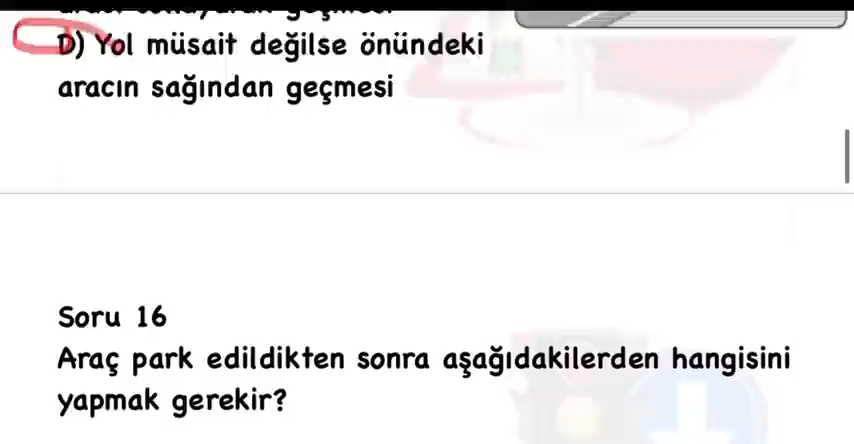 D) Yol müsait değilse önündeki
aracın sağından geçmesi
Soru 16
Araç park edildikten sonra aşağıdakilerden hangisini
yapmak gerekir?